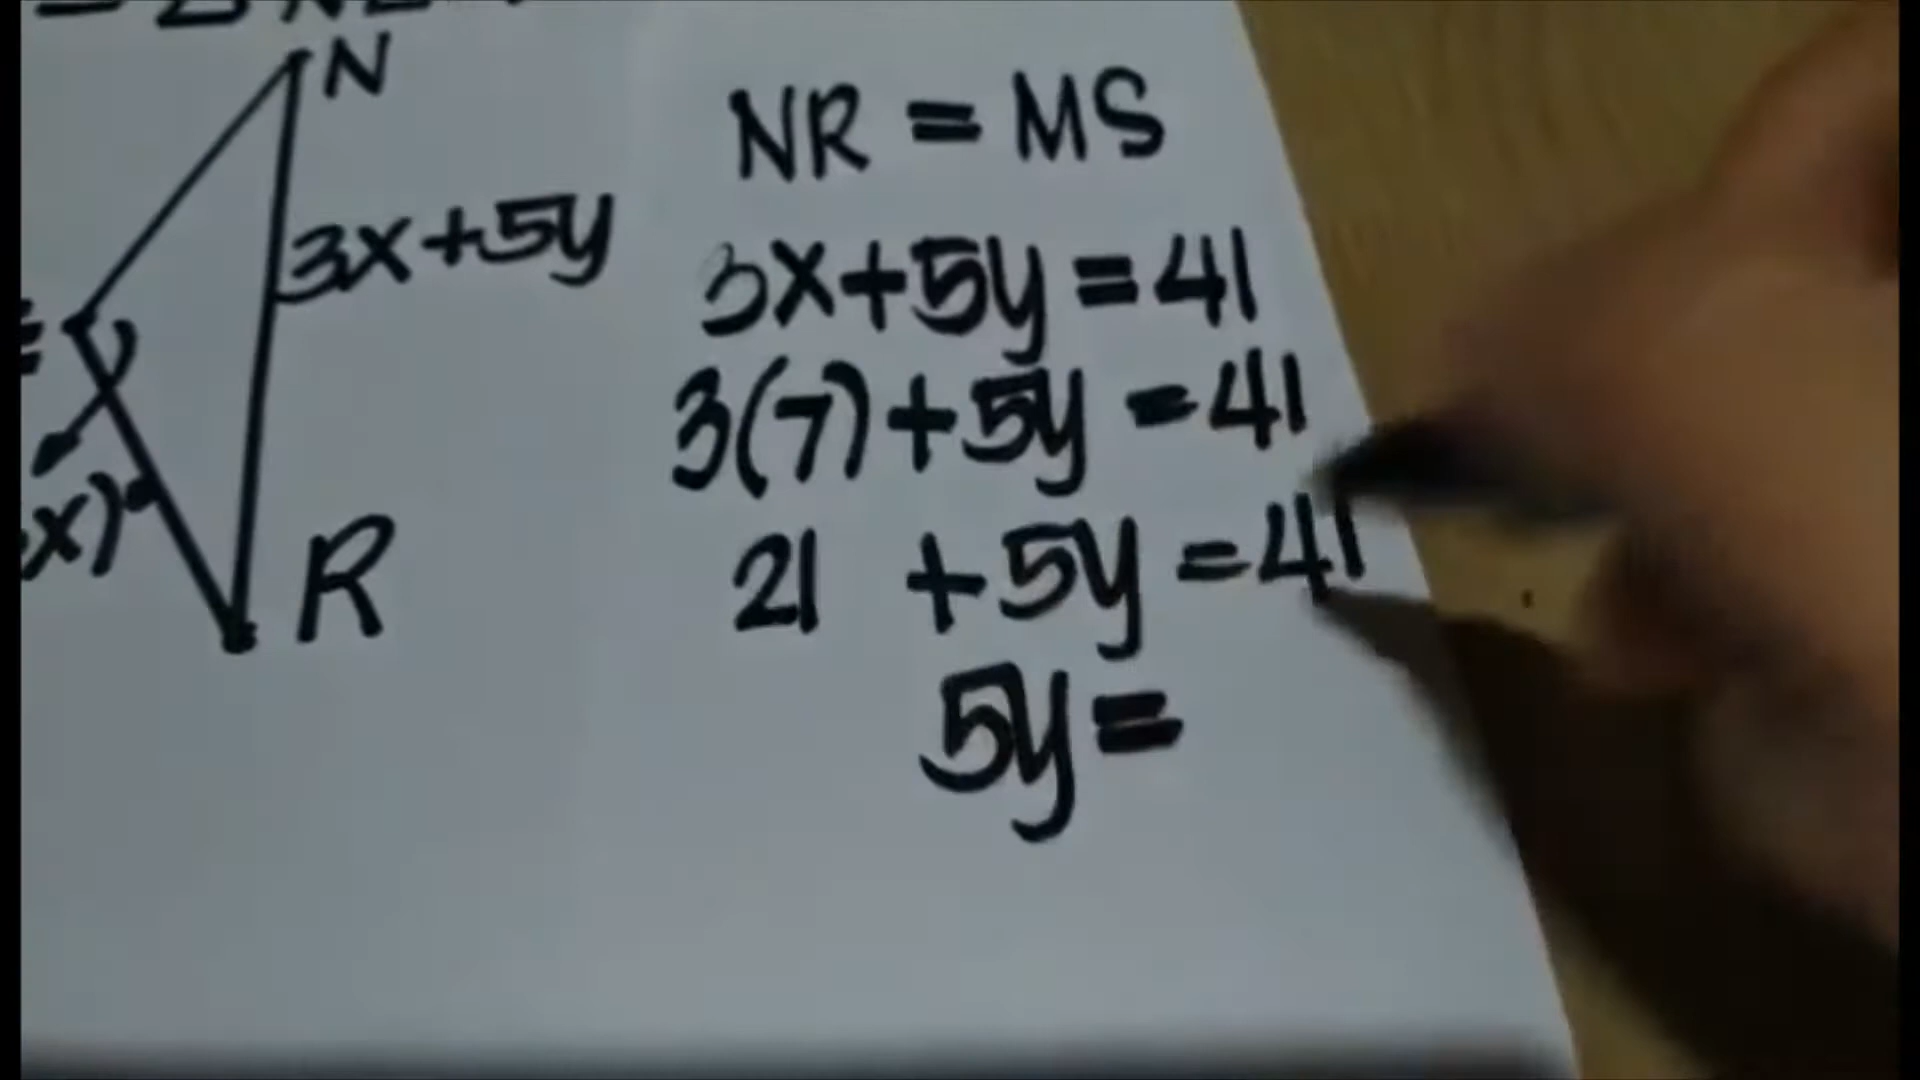 N
3x+5y
x)°
R
NR = MS
3x+5y=41
3(7)+5y=41
21 +5y=41
5y=